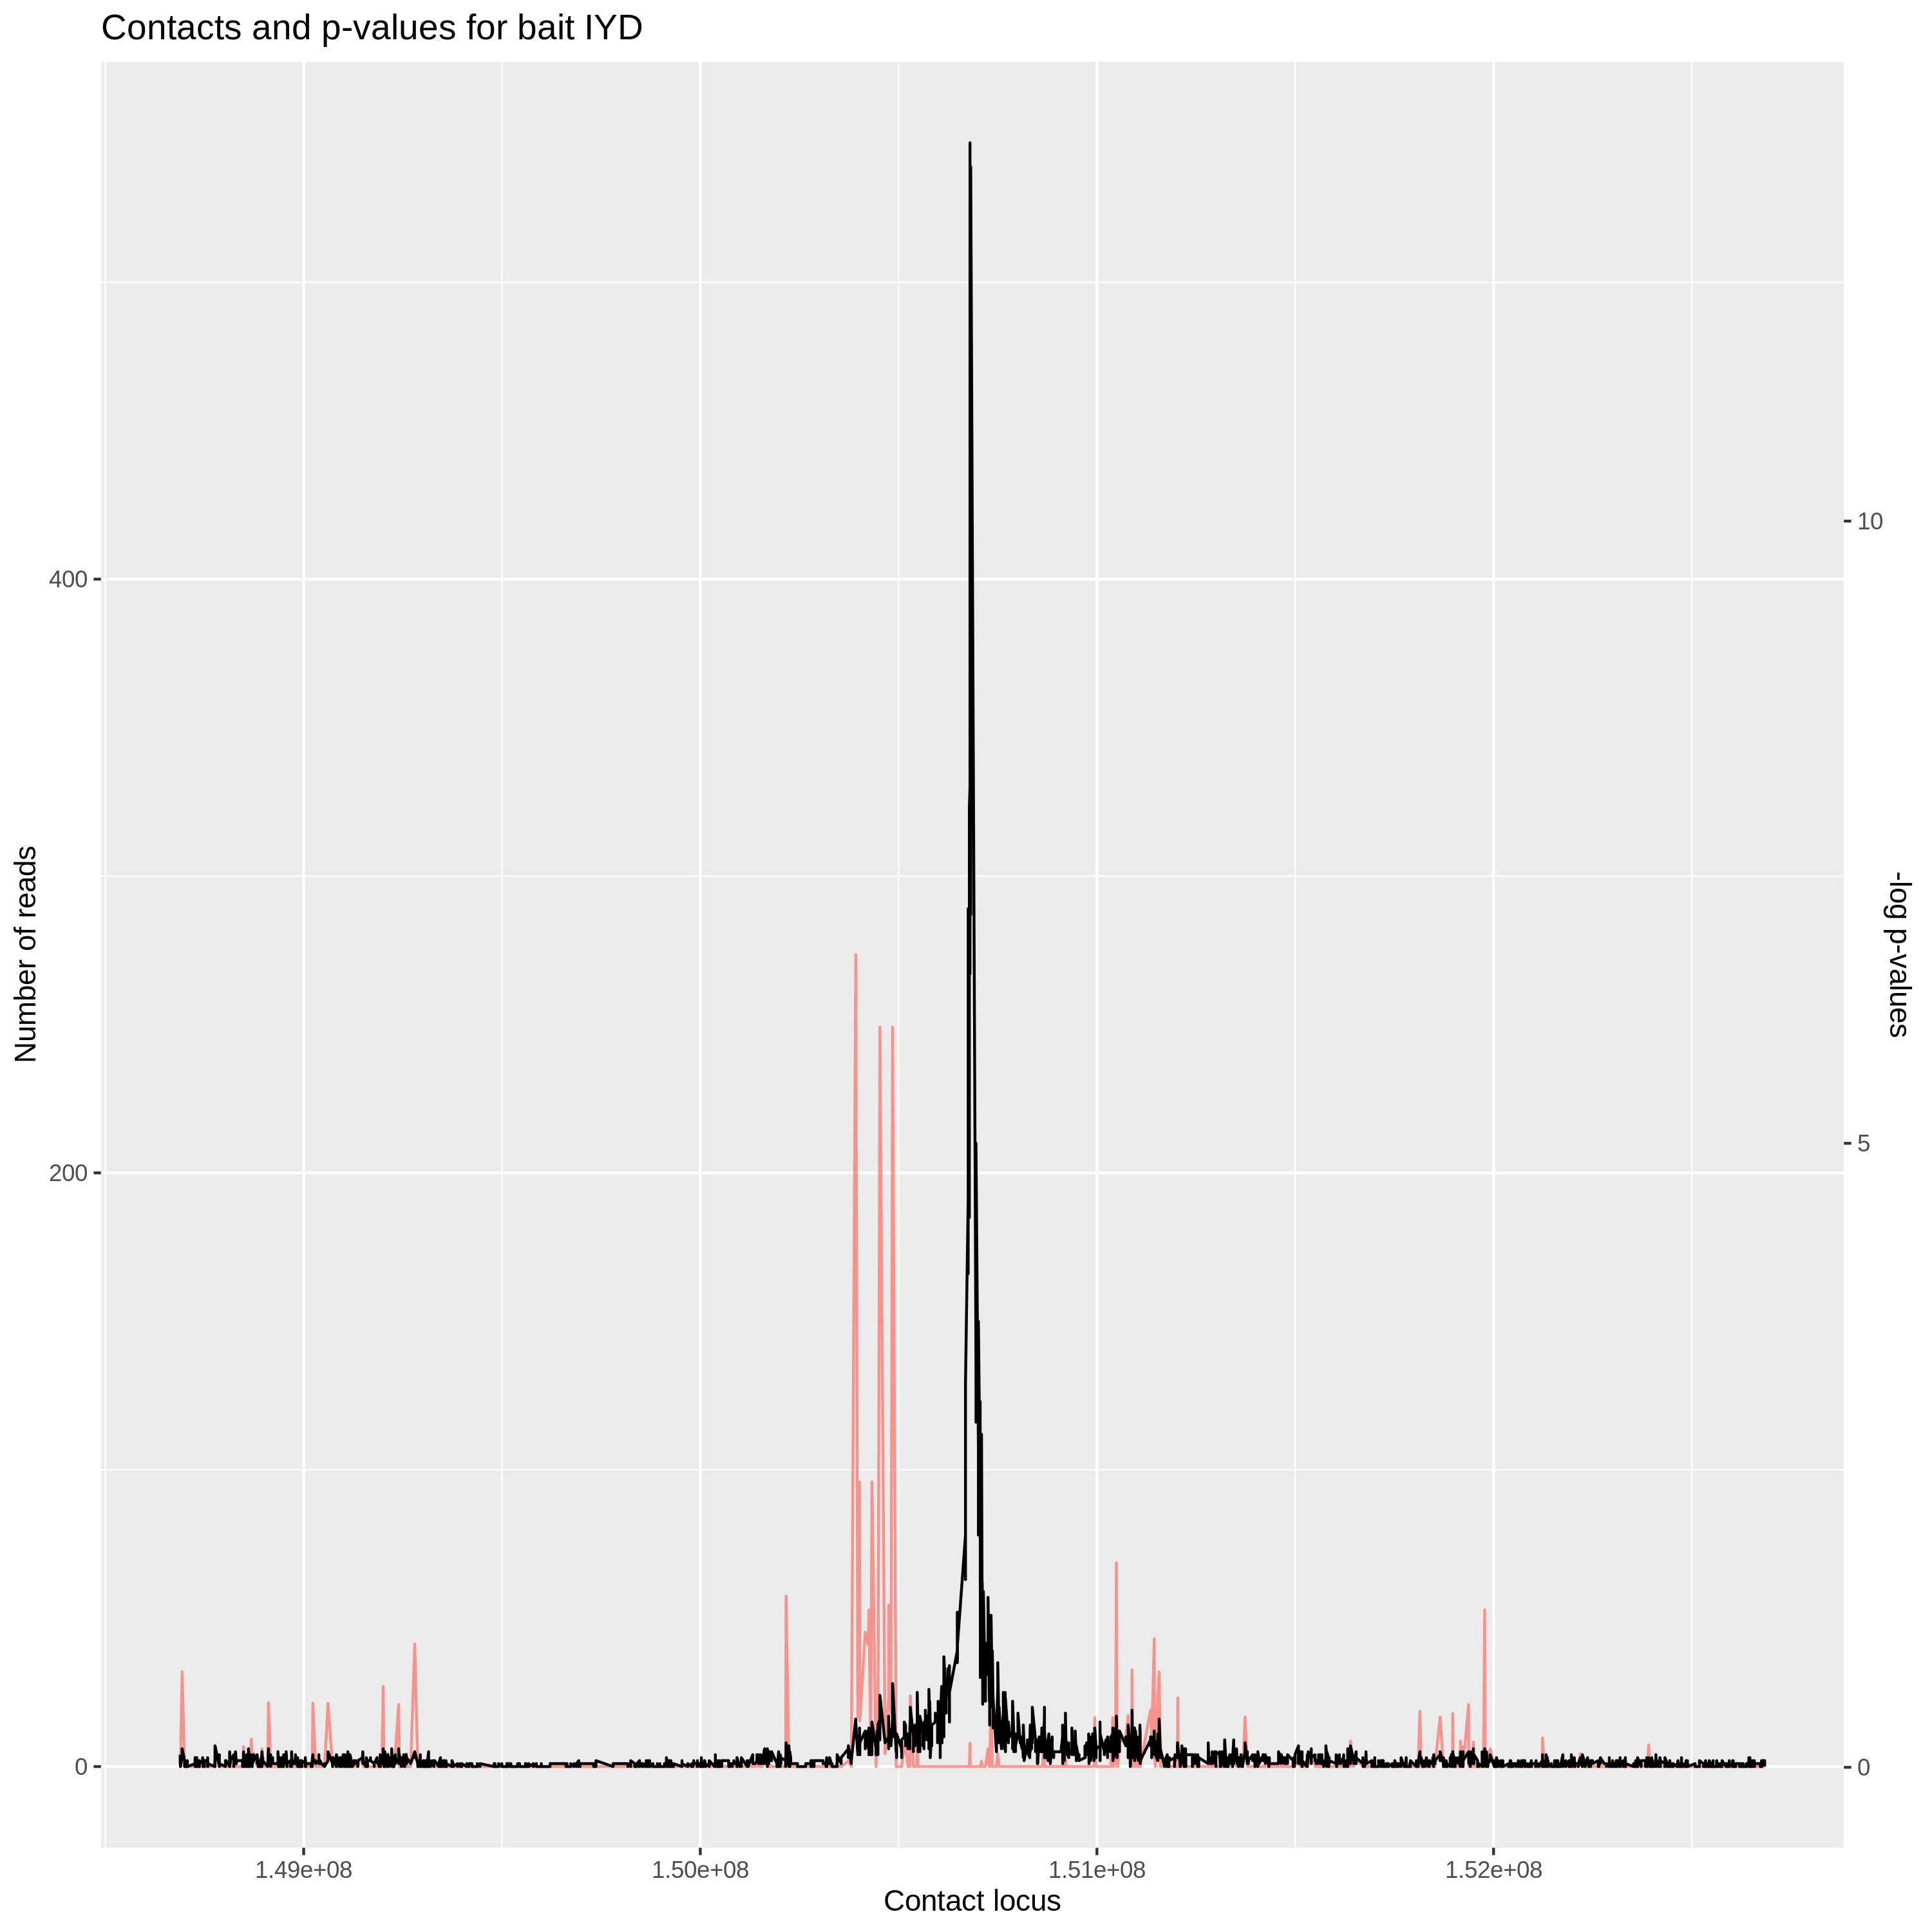 Contacts and p-values for bait IYD
Number of reads
400
200
0
10
5
0
-log p-values
1.49e+08
1.50e+08
1.51e+08
1.52e+08
Contact locus